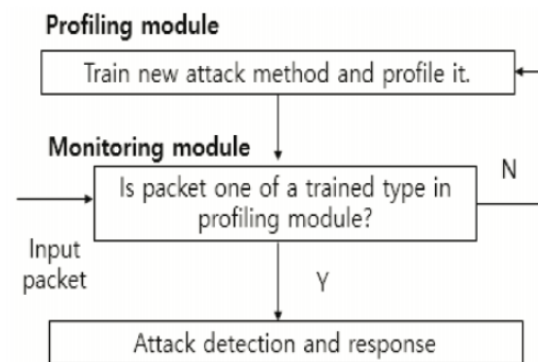 Profiling module
Train new attack method and profile it.
Monitoring module
Is packet one of a trained type in
profiling module?
N
Input
packet
Y
Attack detection and response